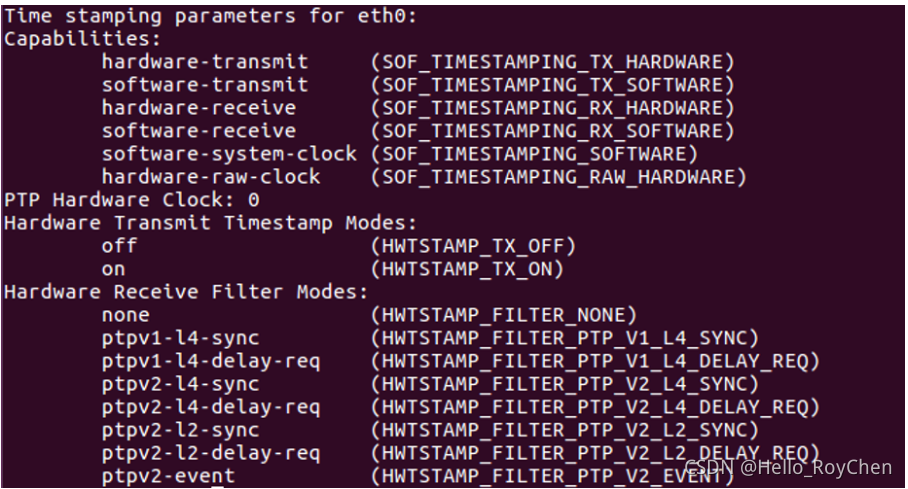 Time stamping parameters for eth0:
Capabilities:
hardware-transmit (SOF_TIMESTAMPING_TX_HARDWARE)
software-transmit (SOF_TIMESTAMPING_TX_SOFTWARE)
hardware-receive (SOF_TIMESTAMPING_RX_HARDWARE)
software-receive (SOF_TIMESTAMPING_RX_SOFTWARE)
software-system-clock (SOF_TIMESTAMPING_SOFTWARE)
hardware-raw-clock (SOF_TIMESTAMPING_RAW_HARDWARE)
PTP Hardware Clock: 0
Hardware Transmit Timestamp Modes:
off (HWTSTAMP_TX_OFF)
on (HWTSTAMP_TX_ON)
Hardware Receive Filter Modes:
none (HWTSTAMP_FILTER_NONE)
ptpv1-l4-sync (HWTSTAMP_FILTER_PTP_V1_L4_SYNC)
ptpv1-l4-delay-req (HWTSTAMP_FILTER_PTP_V1_L4_DELAY_REQ)
ptpv2-l4-sync (HWTSTAMP_FILTER_PTP_V2_L4_SYNC)
ptpv2-l4-delay-req (HWTSTAMP_FILTER_PTP_V2_L4_DELAY_REQ)
ptpv2-l2-sync (HWTSTAMP_FILTER_PTP_V2_L2_SYNC)
ptpv2-l2-delay-req (HWTSTAMP_FILTER_PTP_V2_L2_DELAY_REQ)
ptpv2-event (HWTSTAMP_FILTER_PTP_V2_EVENT)
CSDN @Hello_RoyChen